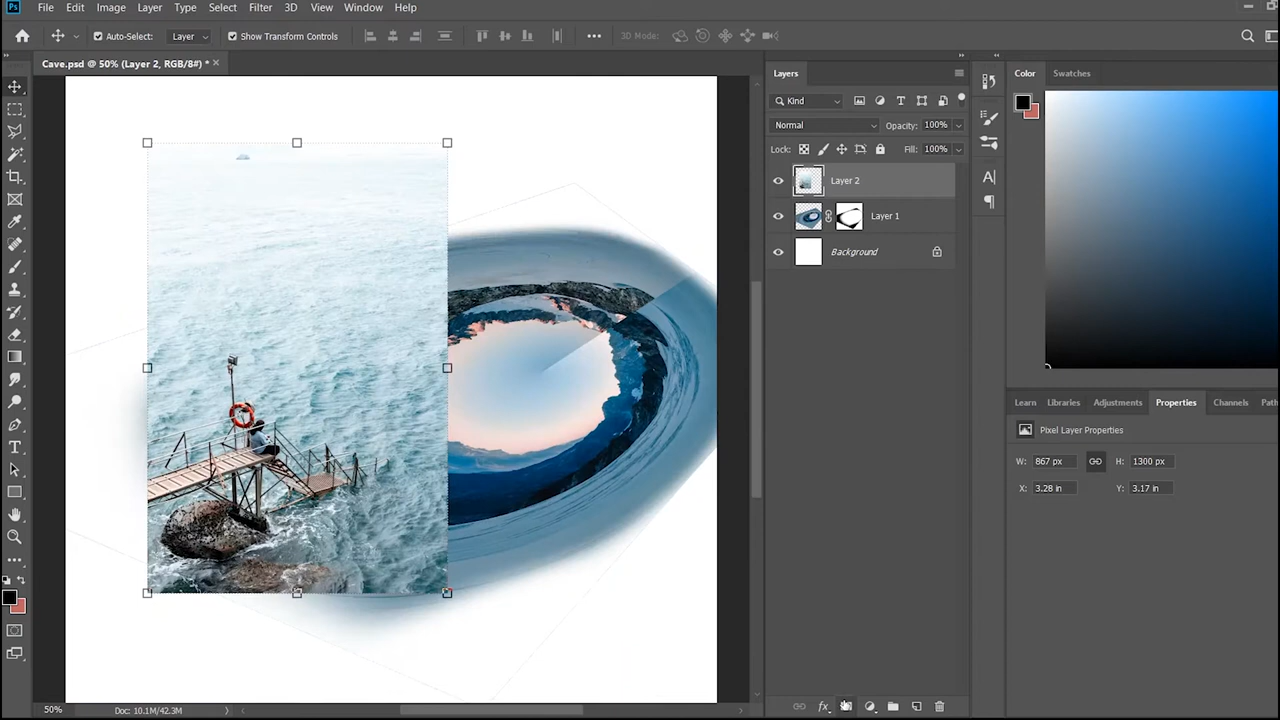 Ps File Edit Image Layer Type Select Filter 3D View Window Help
Auto-Select: Layer Show Transform Controls ••• 3D Mode:
Cave.psd @ 50% (Layer 2, RGB/8#) * ×
Layers
Color Swatches
Kind
Normal Opacity: 100%
Lock: Fill: 100%
Layer 2
Layer 1
Background
Learn Libraries Adjustments Properties Channels Path
Pixel Layer Properties
W: 867 px H: 1300 px
X: 3.28 in Y: 3.17 in
50% Doc: 10.1M/42.3M fx